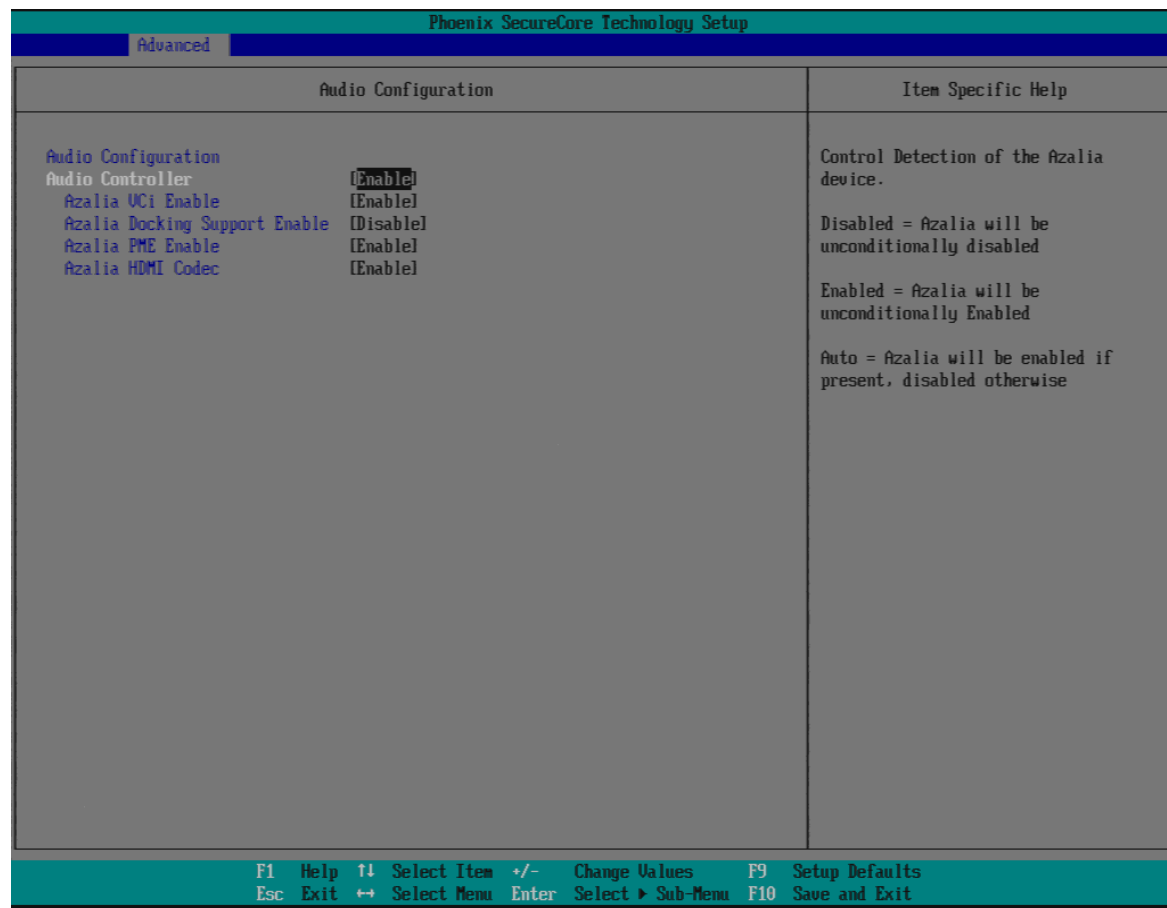 Phoenix SecureCore Technology Setup
Advanced
Audio Configuration
Item Specific Help
Audio Configuration
Audio Controller [Enable]
Azalia VCi Enable [Enable]
Azalia Docking Support Enable [Disable]
Azalia PME Enable [Enable]
Azalia HDMI Codec [Enable]
Control Detection of the Azalia
device.
Disabled = Azalia will be
unconditionally disabled
Enabled = Azalia will be
unconditionally Enabled
Auto = Azalia will be enabled if
present, disabled otherwise
F1 Help ↑↓ Select Item +/- Change Values F9 Setup Defaults
Esc Exit ↔ Select Menu Enter Select ▶ Sub-Menu F10 Save and Exit